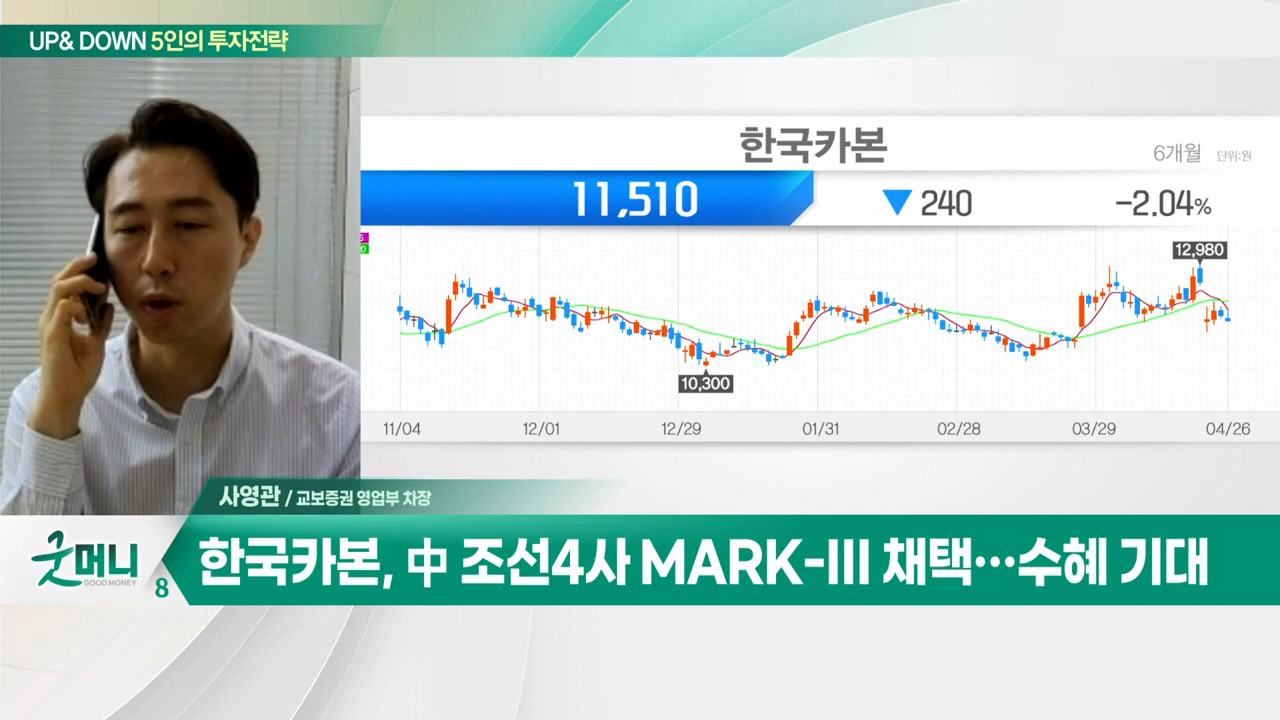 UP& DOWN 5인의 투자전략
한국카본
6개월 단위:원
11,510 ▼ 240 -2.04%
12,980
10,300
11/04 12/01 12/29 01/31 02/28 03/29 04/26
사영관 / 교보증권 영업부 차장
굿머니
GOOD MONEY
8
한국카본, 中 조선4사 MARK-III 채택…수혜 기대